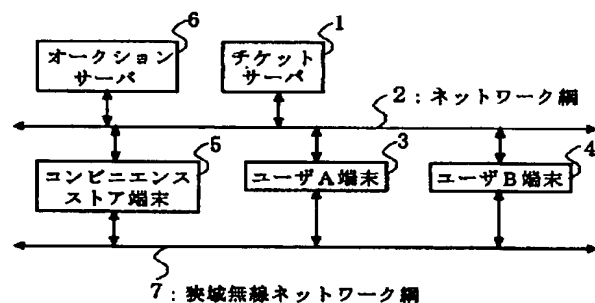 6
オークション
サーバ
1
チケット
サーバ
2：ネットワーク網
5
コンビニエンス
ストア端末
3
ユーザA端末
4
ユーザB端末
7：狭域無線ネットワーク網